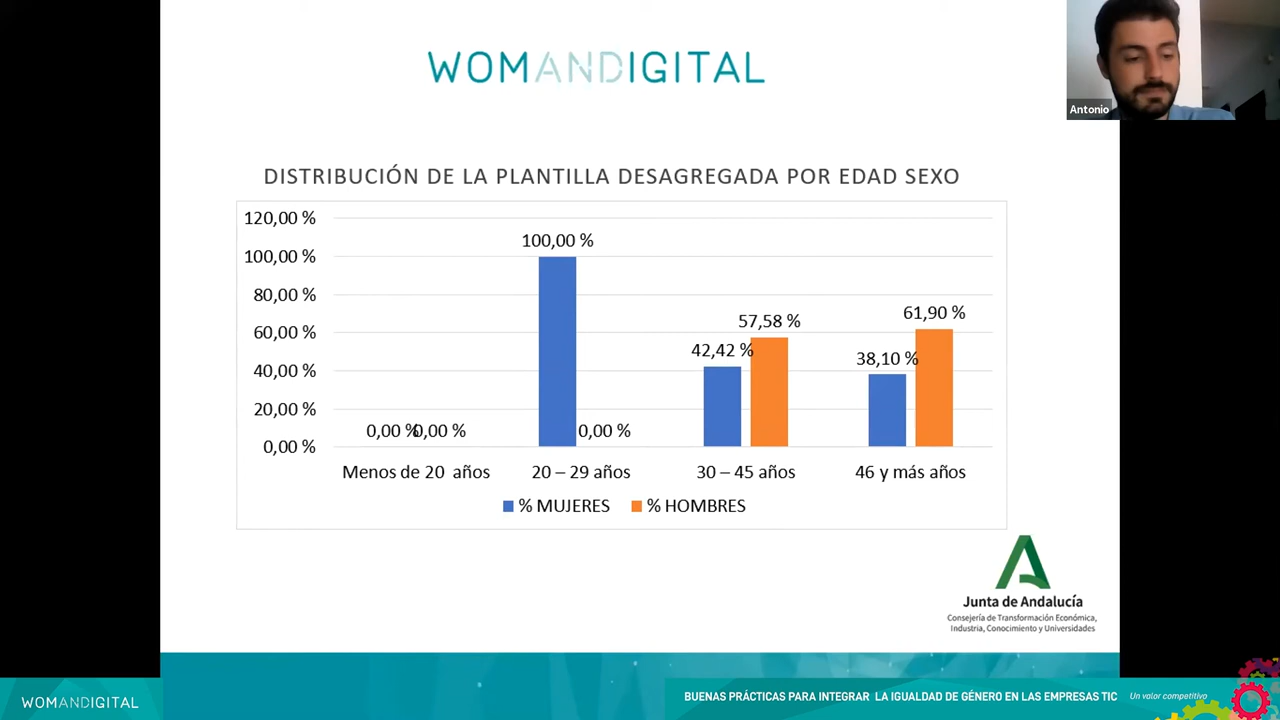 WOMANDIGITAL
Antonio
DISTRIBUCIÓN DE LA PLANTILLA DESAGREGADA POR EDAD SEXO
120,00 %
100,00 %
80,00 %
60,00 %
40,00 %
20,00 %
0,00 %
0,00 %
0,00 %
100,00 %
0,00 %
42,42 %
57,58 %
38,10 %
61,90 %
Menos de 20 años
20 – 29 años
30 – 45 años
46 y más años
% MUJERES
% HOMBRES
Junta de Andalucía
Consejería de Transformación Económica,
Industria, Conocimiento y Universidades
WOMANDIGITAL
BUENAS PRÁCTICAS PARA INTEGRAR LA IGUALDAD DE GÉNERO EN LAS EMPRESAS TIC
Un valor competitivo